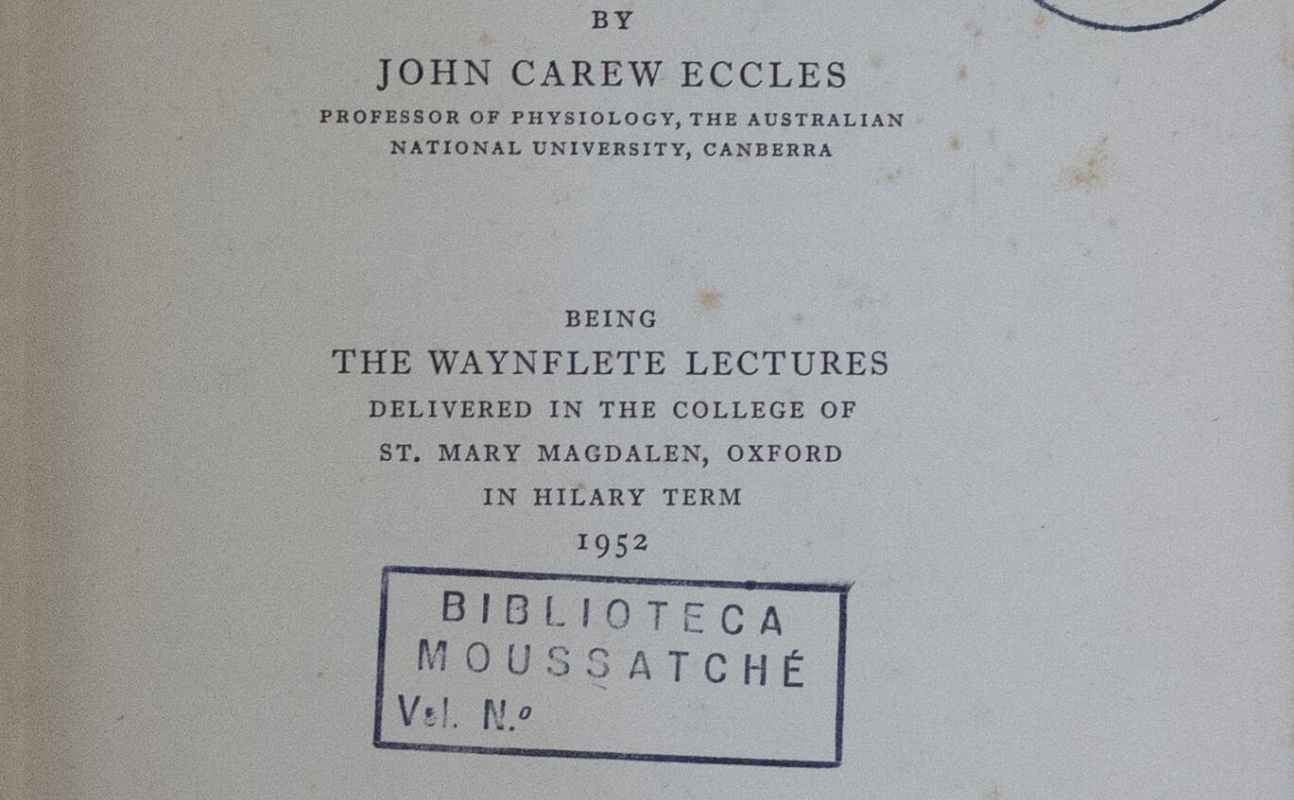 BY
JOHN CAREW ECCLES
PROFESSOR OF PHYSIOLOGY, THE AUSTRALIAN
NATIONAL UNIVERSITY, CANBERRA
BEING
THE WAYNFLETE LECTURES
DELIVERED IN THE COLLEGE OF
ST. MARY MAGDALEN, OXFORD
IN HILARY TERM
1952
BIBLIOTECA
MOUSSATCHÉ
Vol. N.º